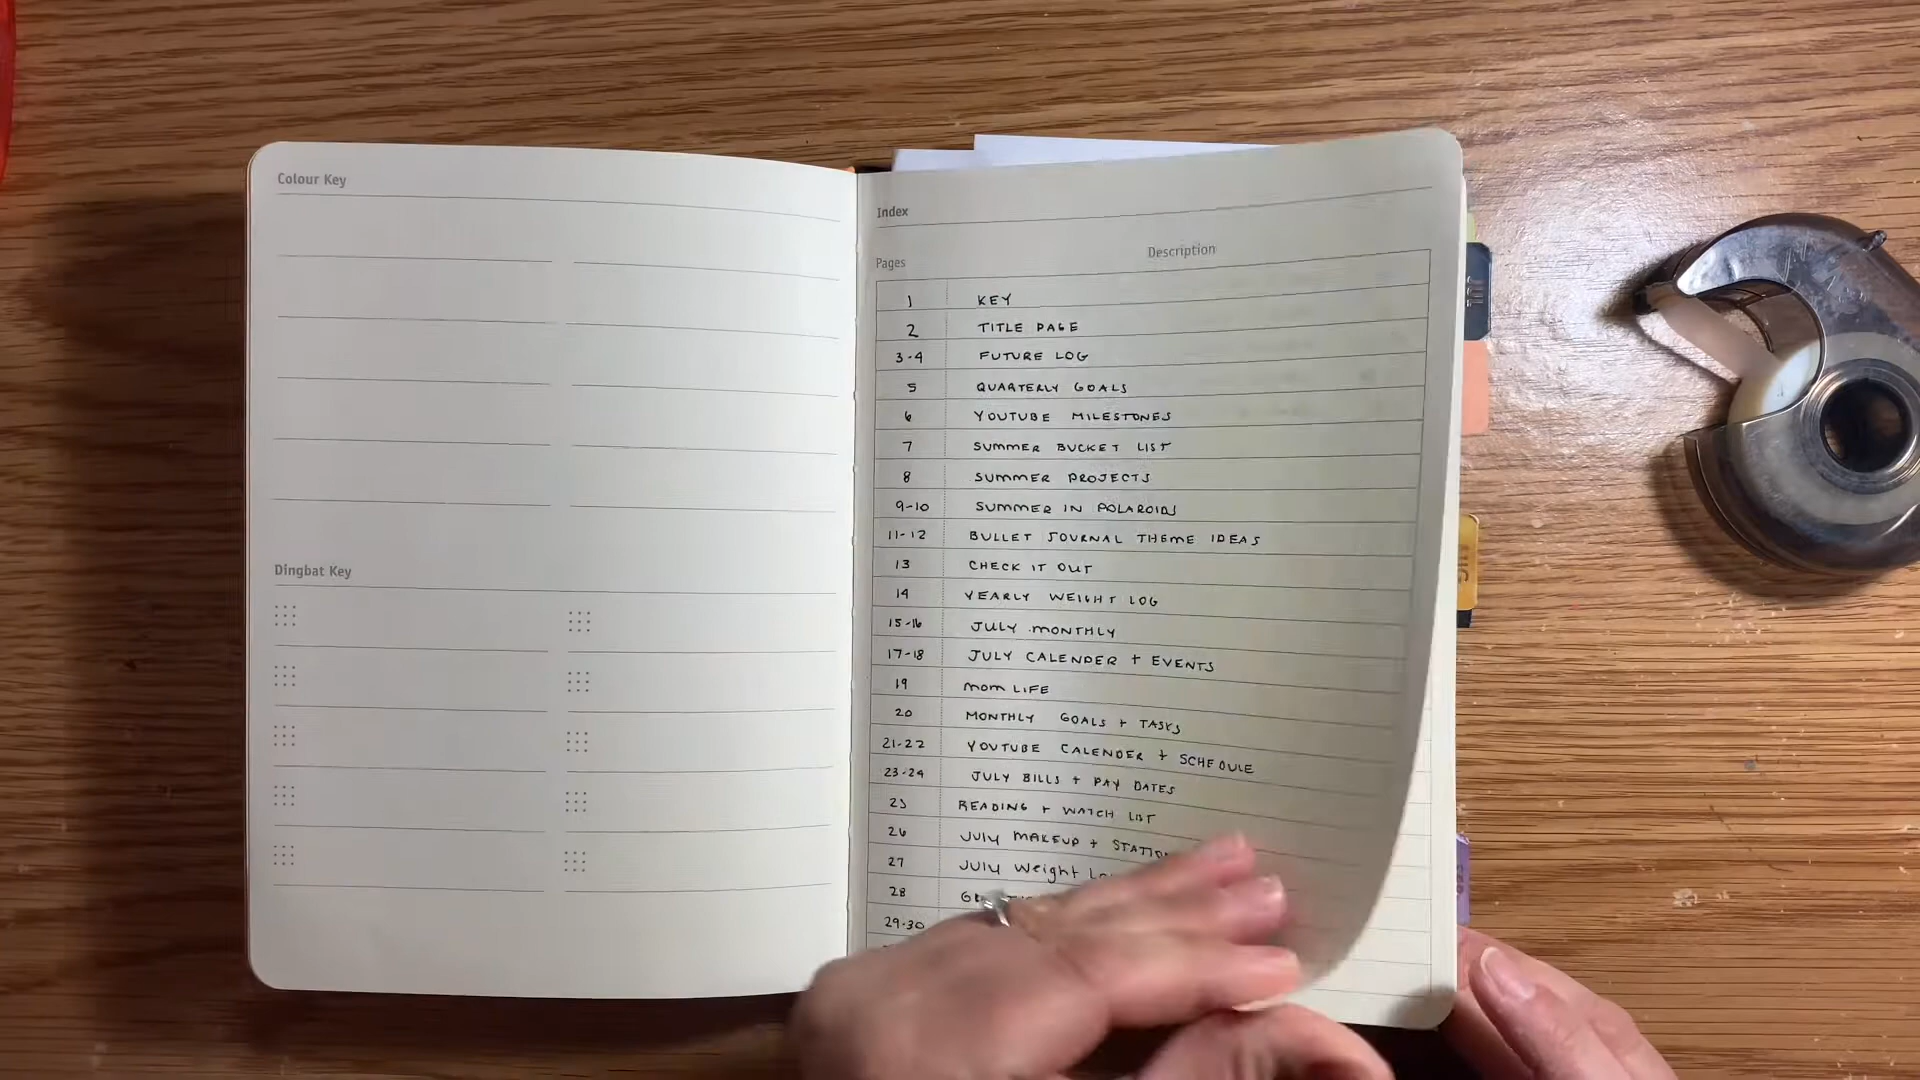 Colour Key
Dingbat Key
Index
Pages Description
1 KEY
2 TITLE PAGE
3-4 FUTURE LOG
5 QUARTERLY GOALS
6 YOUTUBE MILESTONES
7 SUMMER BUCKET LIST
8 SUMMER PROJECTS
9-10 SUMMER IN POLAROIDS
11-12 BULLET JOURNAL THEME IDEAS
13 CHECK IT OUT
14 YEARLY WEIGHT LOG
15-16 JULY MONTHLY
17-18 JULY CALENDER + EVENTS
19 MOM LIFE
20 MONTHLY GOALS + TASKS
21-22 YOUTUBE CALENDER + SCHEDULE
23-24 JULY BILLS + PAY DATES
25 READING + WATCH LIST
26 JULY MAKEUP +
27 JULY Weight
28
29-30